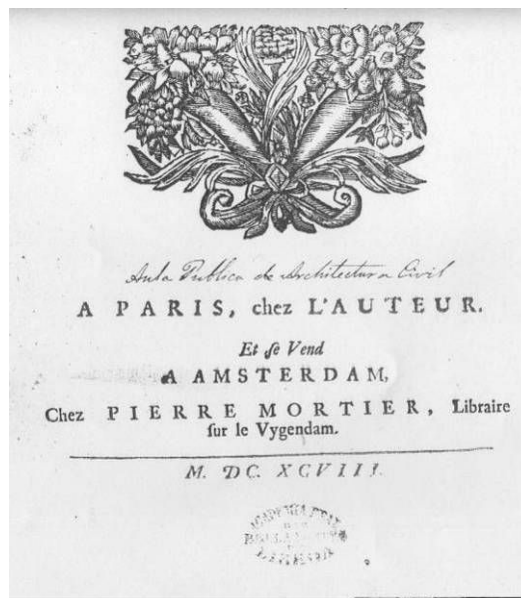 Aula Publica de Architectura Civil
A PARIS, chez L'AUTEUR.
Et ſe Vend
A AMSTERDAM,
Chez PIERRE MORTIER, Libraire
ſur le Vygendam.
M. DC. XCVIII.